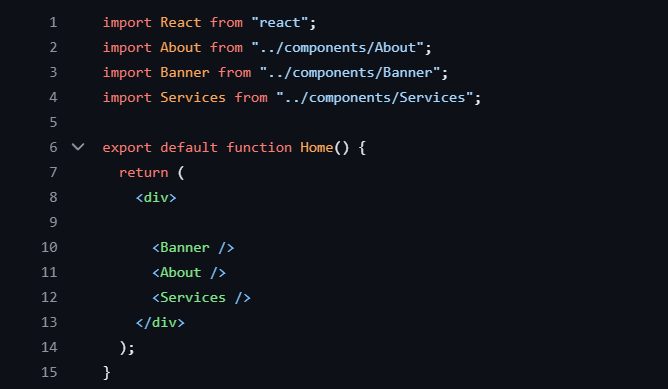 1 import React from "react";
2 import About from "../components/About";
3 import Banner from "../components/Banner";
4 import Services from "../components/Services";
5
6 export default function Home() {
7   return (
8     <div>
9
10       <Banner />
11       <About />
12       <Services />
13     </div>
14   );
15 }